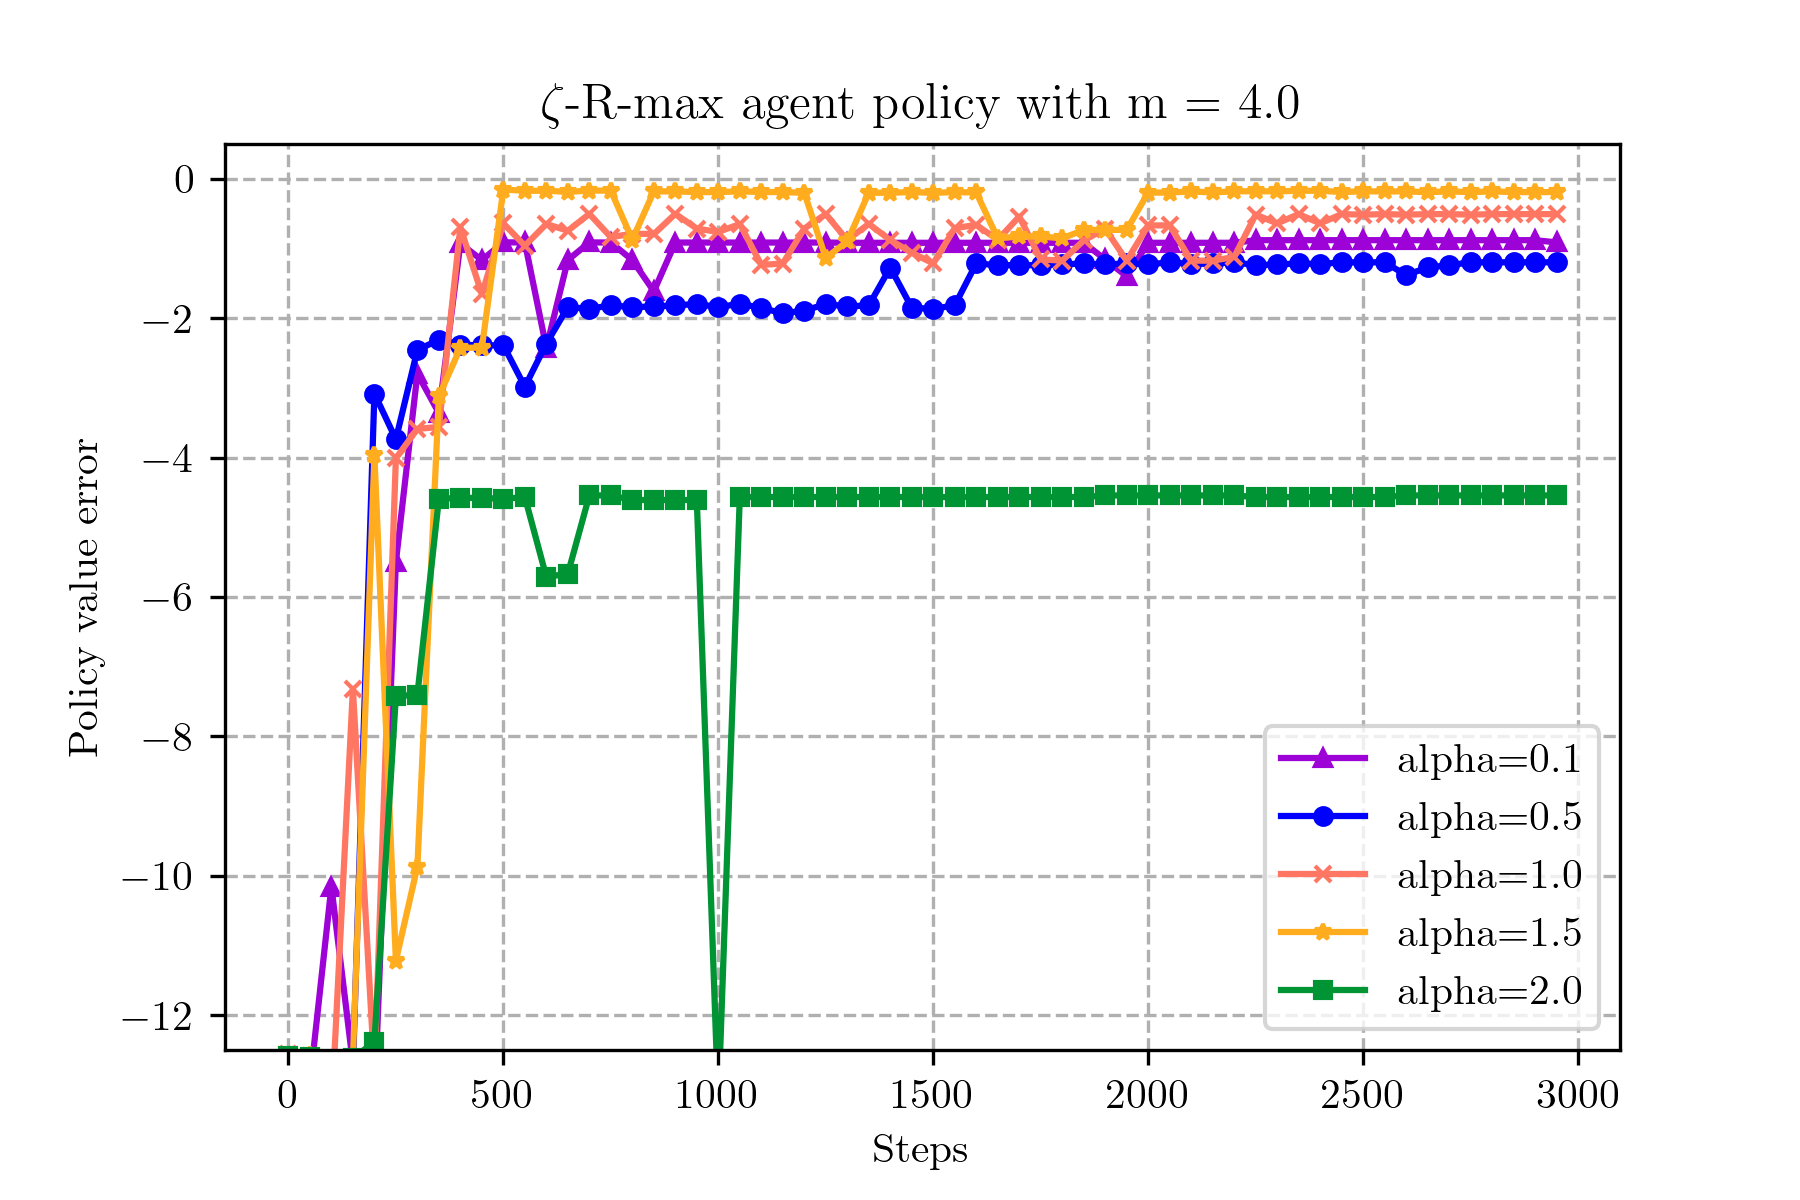 ζ-R-max agent policy with m = 4.0
Policy value error
0
−2
−4
−6
−8
−10
−12
alpha=0.1
alpha=0.5
alpha=1.0
alpha=1.5
alpha=2.0
0 500 1000 1500 2000 2500 3000
Steps